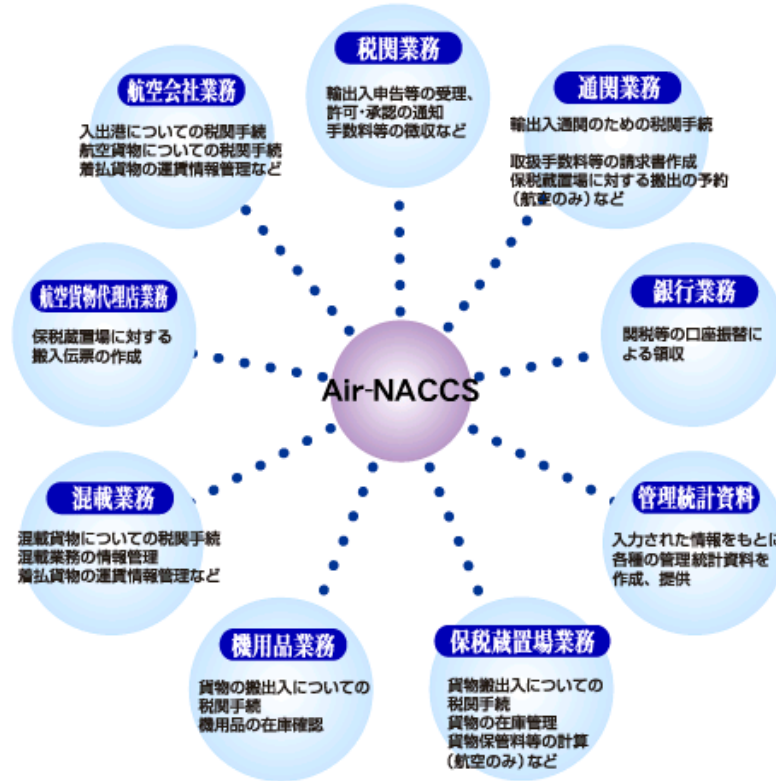 税関業務
輸出入申告等の受理、
許可・承認の通知
手数料等の徴収など
航空会社業務
入出港についての税関手続
航空貨物についての税関手続
着払貨物の運賃情報管理など
通関業務
輸出入通関のための税関手続
取扱手数料等の請求書作成
保税蔵置場に対する搬出の予約
(航空のみ)など
航空貨物代理店業務
保税蔵置場に対する
搬入伝票の作成
銀行業務
関税等の口座振替に
よる領収
Air-NACCS
混載業務
混載貨物についての税関手続
混載業務の情報管理
着払貨物の運賃情報管理など
管理統計資料
入力された情報をもとに
各種の管理統計資料を
作成、提供
機用品業務
貨物の搬出入についての
税関手続
機用品の在庫確認
保税蔵置場業務
貨物搬出入についての
税関手続
貨物の在庫管理
貨物保管料等の計算
(航空のみ)など